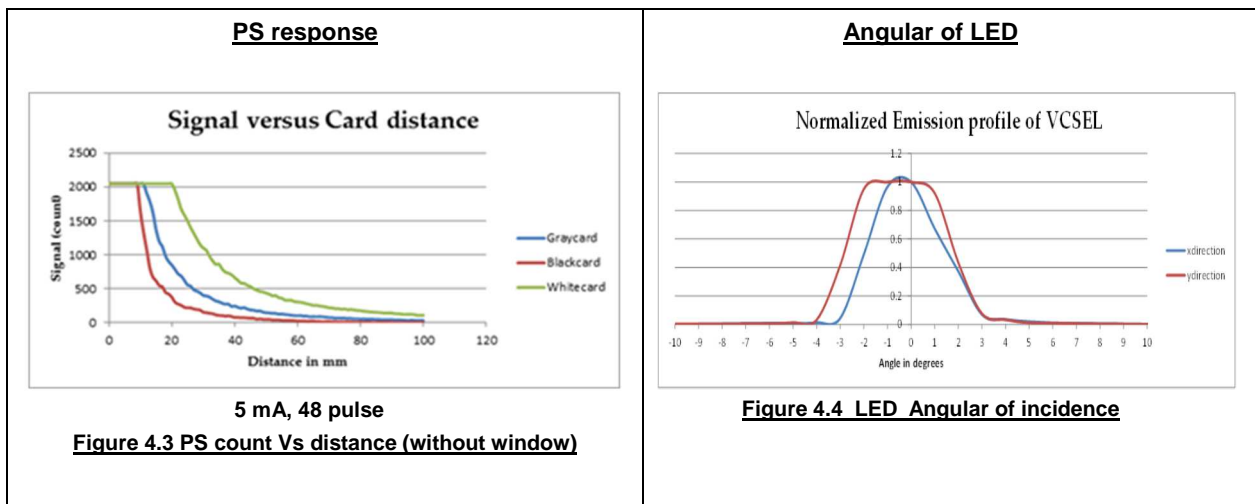 PS response
Signal versus Card distance
2500
2000
1500
1000
500
0
Signal (count)
0 20 40 60 80 100 120
Distance in mm
Graycard
Blackcard
Whitecard
5 mA, 48 pulse
Figure 4.3 PS count Vs distance (without window)
Angular of LED
Normalized Emission profile of VCSEL
1.2
1
0.8
0.6
0.4
0.2
0
-10 -9 -8 -7 -6 -5 -4 -3 -2 -1 0 1 2 3 4 5 6 7 8 9 10
Angle in degrees
xdirection
ydirection
Figure 4.4 LED Angular of incidence